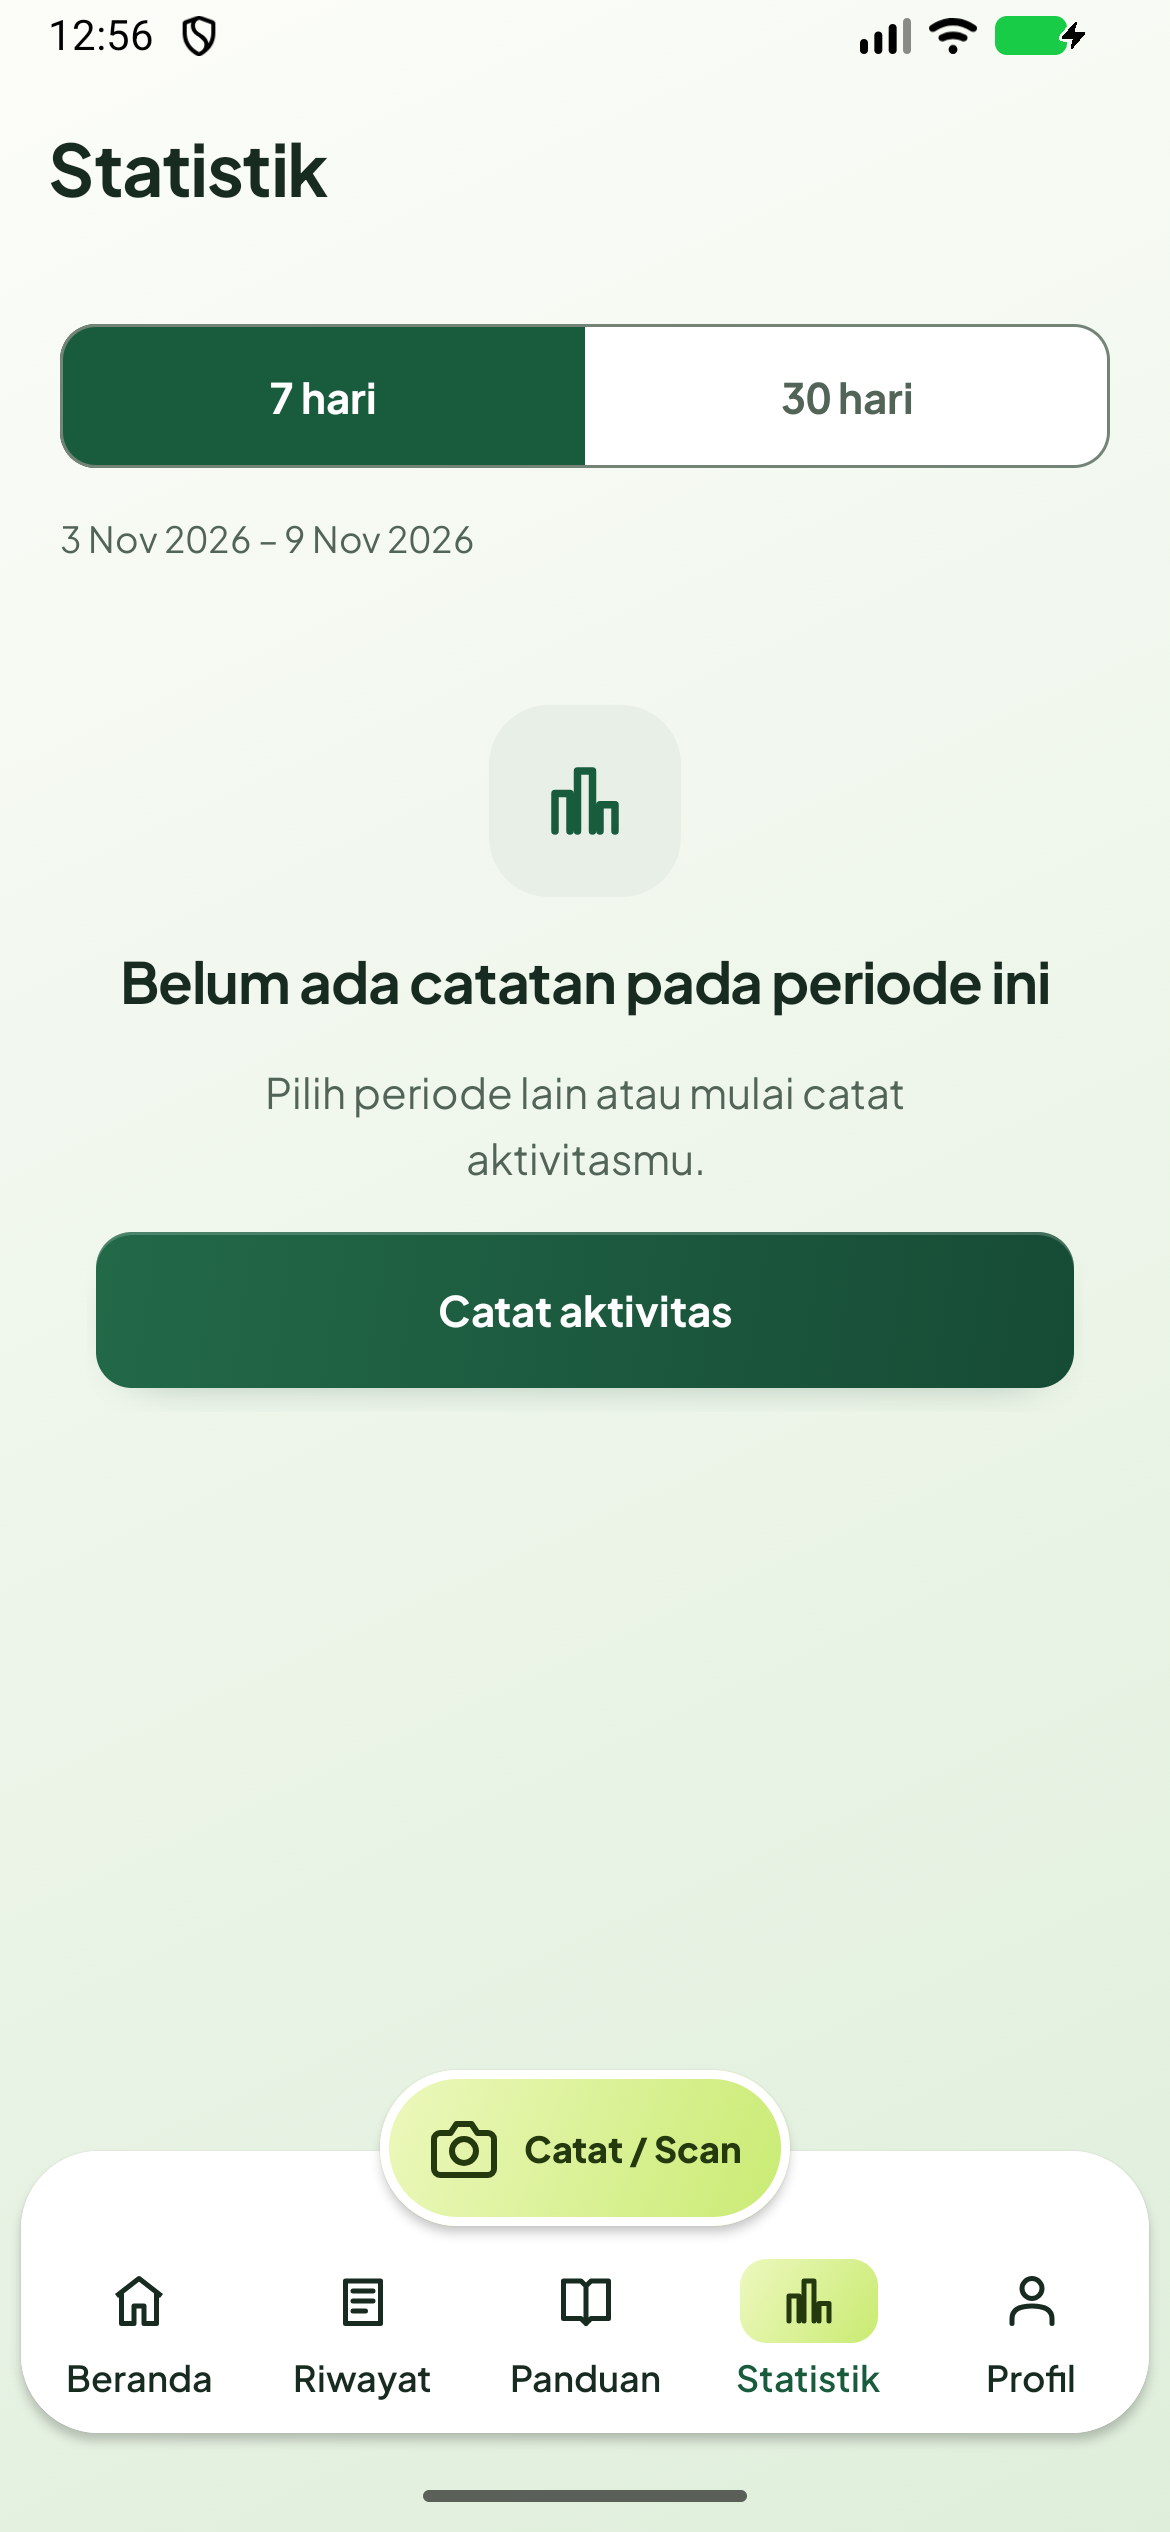 12:56
Statistik
7 hari
30 hari
3 Nov 2026 – 9 Nov 2026
Belum ada catatan pada periode ini
Pilih periode lain atau mulai catat
aktivitasmu.
Catat aktivitas
Catat / Scan
Beranda
Riwayat
Panduan
Statistik
Profil